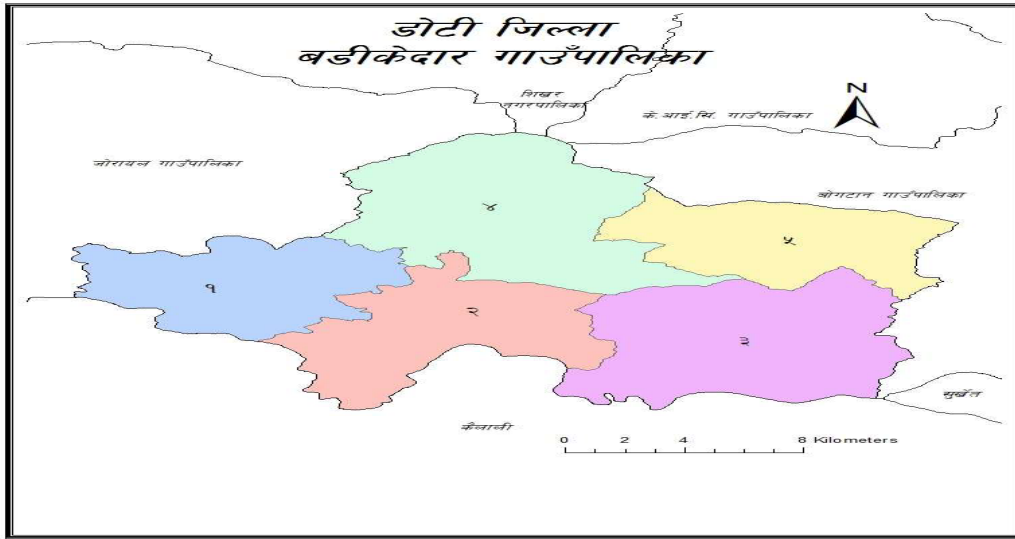 डोटी जिल्ला
बडीकेदार गाउँपालिका
शिखर
नगरपालिका
N
के.आई.सिं. गाउँपालिका
जोरायल गाउँपालिका
बोगटान गाउँपालिका
४
५
१
२
३
सुर्खेत
कैलाली
0 2 4 8 Kilometers